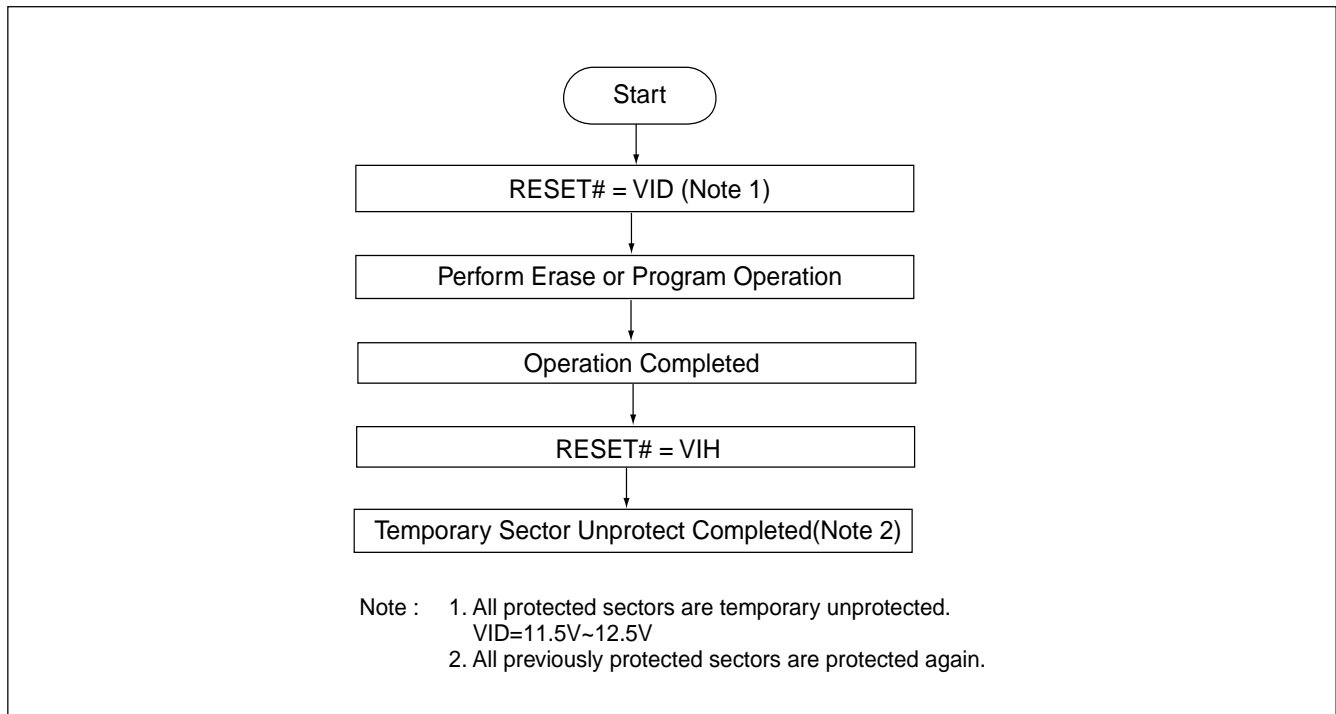 Start
RESET# = VID (Note 1)
Perform Erase or Program Operation
Operation Completed
RESET# = VIH
Temporary Sector Unprotect Completed(Note 2)
Note : 1. All protected sectors are temporary unprotected.
VID=11.5V~12.5V
2. All previously protected sectors are protected again.